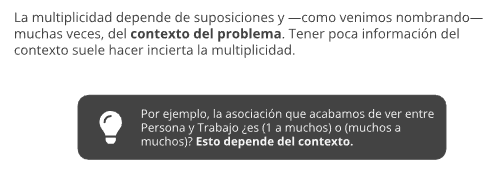 La multiplicidad depende de suposiciones y —como venimos nombrando—
muchas veces, del contexto del problema. Tener poca información del
contexto suele hacer incierta la multiplicidad.
Por ejemplo, la asociación que acabamos de ver entre
Persona y Trabajo ¿es (1 a muchos) o (muchos a
muchos)? Esto depende del contexto.